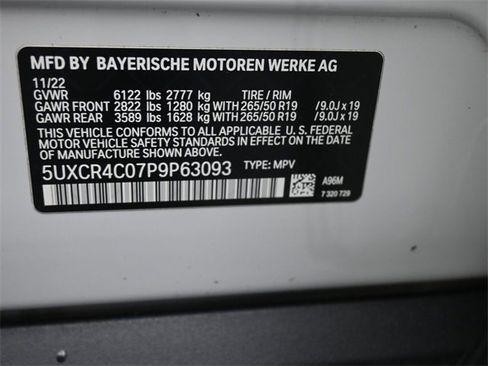 MFD BY BAYERISCHE MOTOREN WERKE AG
11/22
GVWR 6122 lbs 2777 kg TIRE / RIM
GAWR FRONT 2822 lbs 1280 kg WITH 265/50 R19 / 9.0J x 19
GAWR REAR 3589 lbs 1628 kg WITH 265/50 R19 / 9.0J x 19
THIS VEHICLE CONFORMS TO ALL APPLICABLE U.S. FEDERAL
MOTOR VEHICLE SAFETY STANDARDS IN EFFECT ON THE
DATE OF MANUFACTURE SHOWN ABOVE.
5UXCR4C07P9P63093 TYPE: MPV
A96M
7 320 729